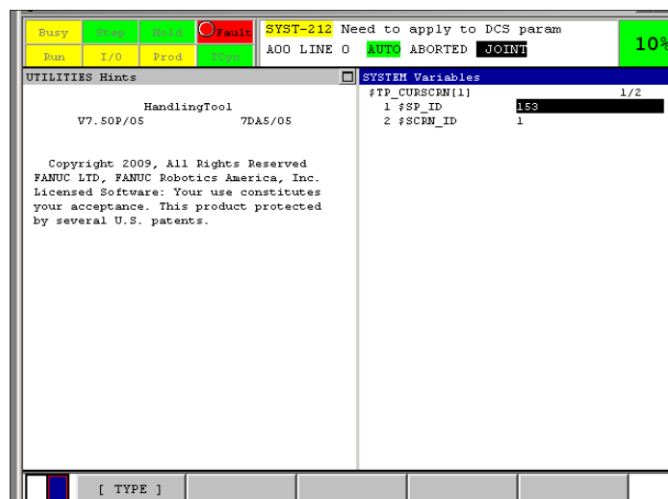 Busy Step Hold Fault
Run I/O Prod TCyc
SYST-212 Need to apply to DCS param
A00 LINE 0 AUTO ABORTED JOINT
10%
UTILITIES Hints
HandlingTool
V7.50P/05 7DA5/05
Copyright 2009, All Rights Reserved
FANUC LTD, FANUC Robotics America, Inc.
Licensed Software: Your use constitutes
your acceptance. This product protected
by several U.S. patents.
SYSTEM Variables
$TP_CURSCRN[1] 1/2
1 $SP_ID 153
2 $SCRN_ID 1
[ TYPE ]